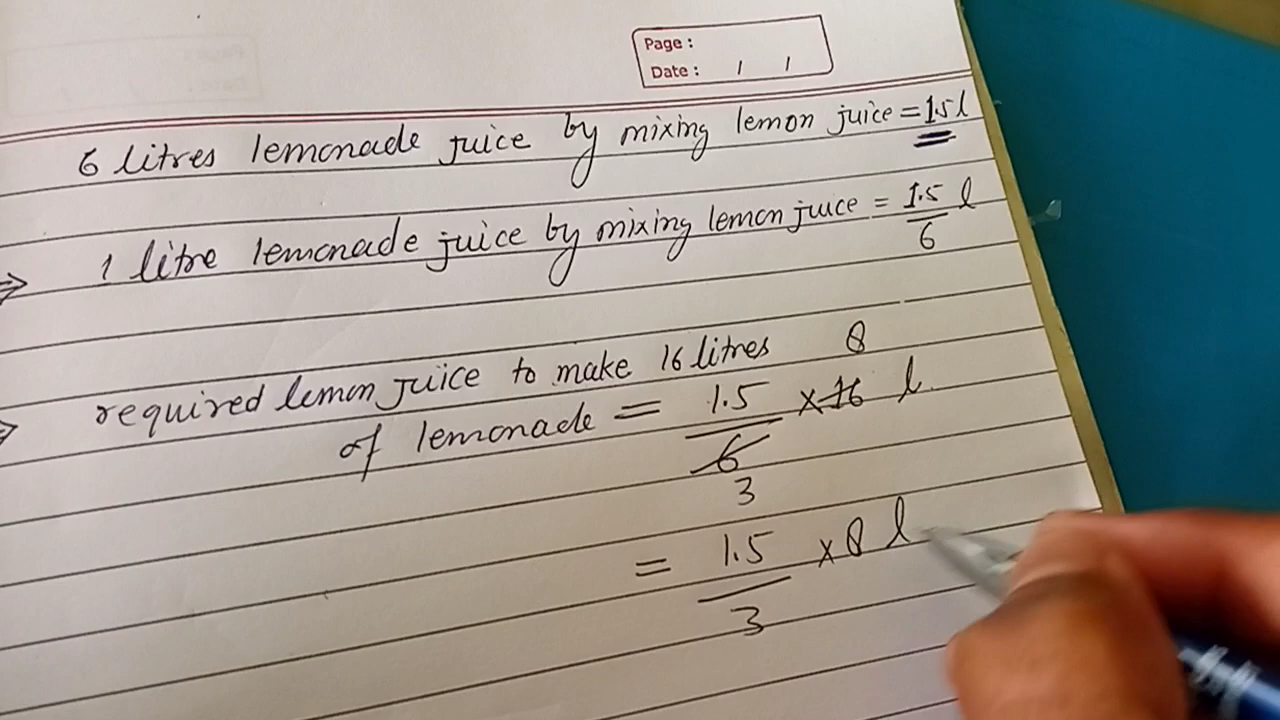 Page :
Date : / /
6 litres lemonade juice by mixing lemon juice = 1.5 l
⇒ 1 litre lemonade juice by mixing lemon juice = 1.5/6 l
⇒ required lemon juice to make 16 litres 8
of lemonade = 1.5/6 × 16 l
3
= 1.5/3 × 8 l